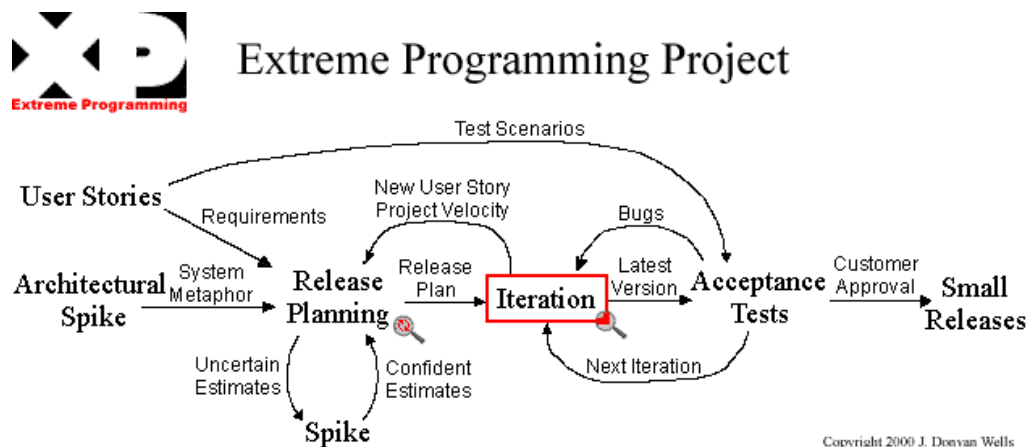 XP
Extreme Programming
Extreme Programming Project
Test Scenarios
User Stories
Requirements
New User Story
Project Velocity
Bugs
Architectural
Spike
System
Metaphor
Release
Planning
Release
Plan
Iteration
Latest
Version
Acceptance
Tests
Customer
Approval
Small
Releases
Uncertain
Estimates
Confident
Estimates
Next Iteration
Spike
Copyright 2000 J. Donvan Wells